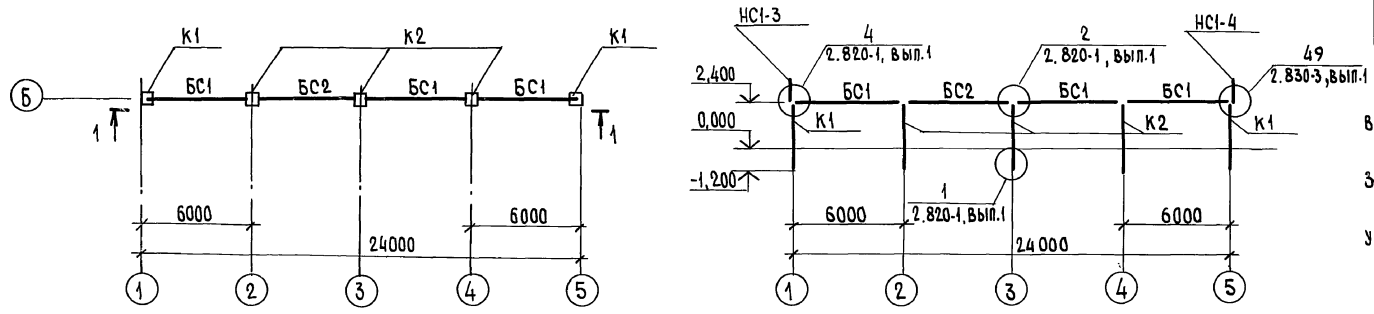 К1
К2
К1
Б
БС1
БС2
БС1
БС1
1
1
6000
6000
24000
1
2
3
4
5
НС1-3
4
2.820-1, ВЫП.1
2
2.820-1, ВЫП.1
НС1-4
49
2.830-3, ВЫП.1
2,400
БС1
БС2
БС1
БС1
0,000
К1
К2
К1
-1,200
1
2.820-1, ВЫП.1
6000
6000
24000
1
2
3
4
5
В
З
У